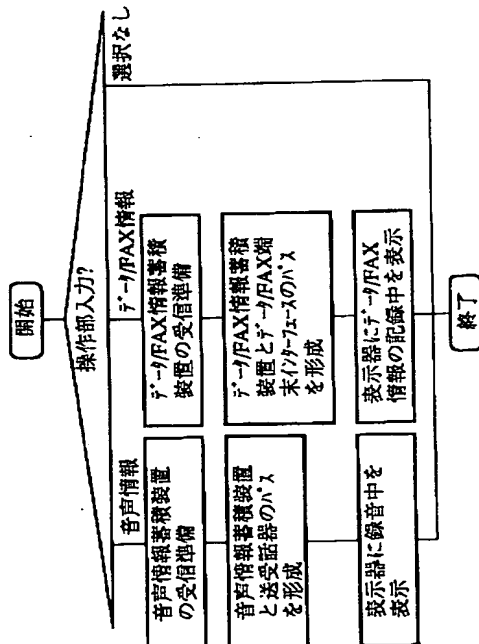 開始
操作部入力?
音声情報
データ/FAX情報
選択なし
音声情報蓄積装置
の受信準備
データ/FAX情報蓄積
装置の受信準備
音声情報蓄積装置
と送受話器のパス
を形成
データ/FAX情報蓄積
装置とデータ/FAX端
末インターフェースのパス
を形成
表示器に録音中を
表示
表示器にデータ/FAX
情報の記録中を表示
終了